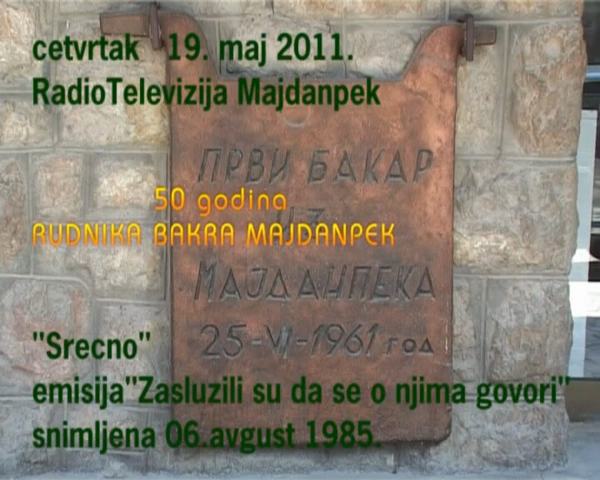 cetvrtak 19. maj 2011.
RadioTelevizija Majdanpek
ПРВИ БАКАР
ИЗ
50 godina
RUDNIKA BAKRA MAJDANPEK
МАЈДАНПЕКА
25-VI-1961 год
"Srecno"
emisija"Zasluzili su da se o njima govori"
snimljena 06.avgust 1985.